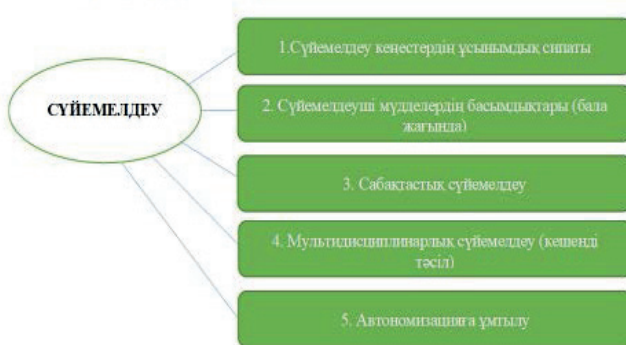 СҮЙЕМЕЛДЕУ
1.Сүйемелдеу кеңестердің ұсынымдық сипаты
2. Сүйемелдеуші мүдделердің басымдықтары (бала
жағында)
3. Сабақтастық сүйемелдеу
4. Мультидисциплинарлық сүйемелдеу (кешенді
тәсіл)
5. Автономизацияға ұмтылу